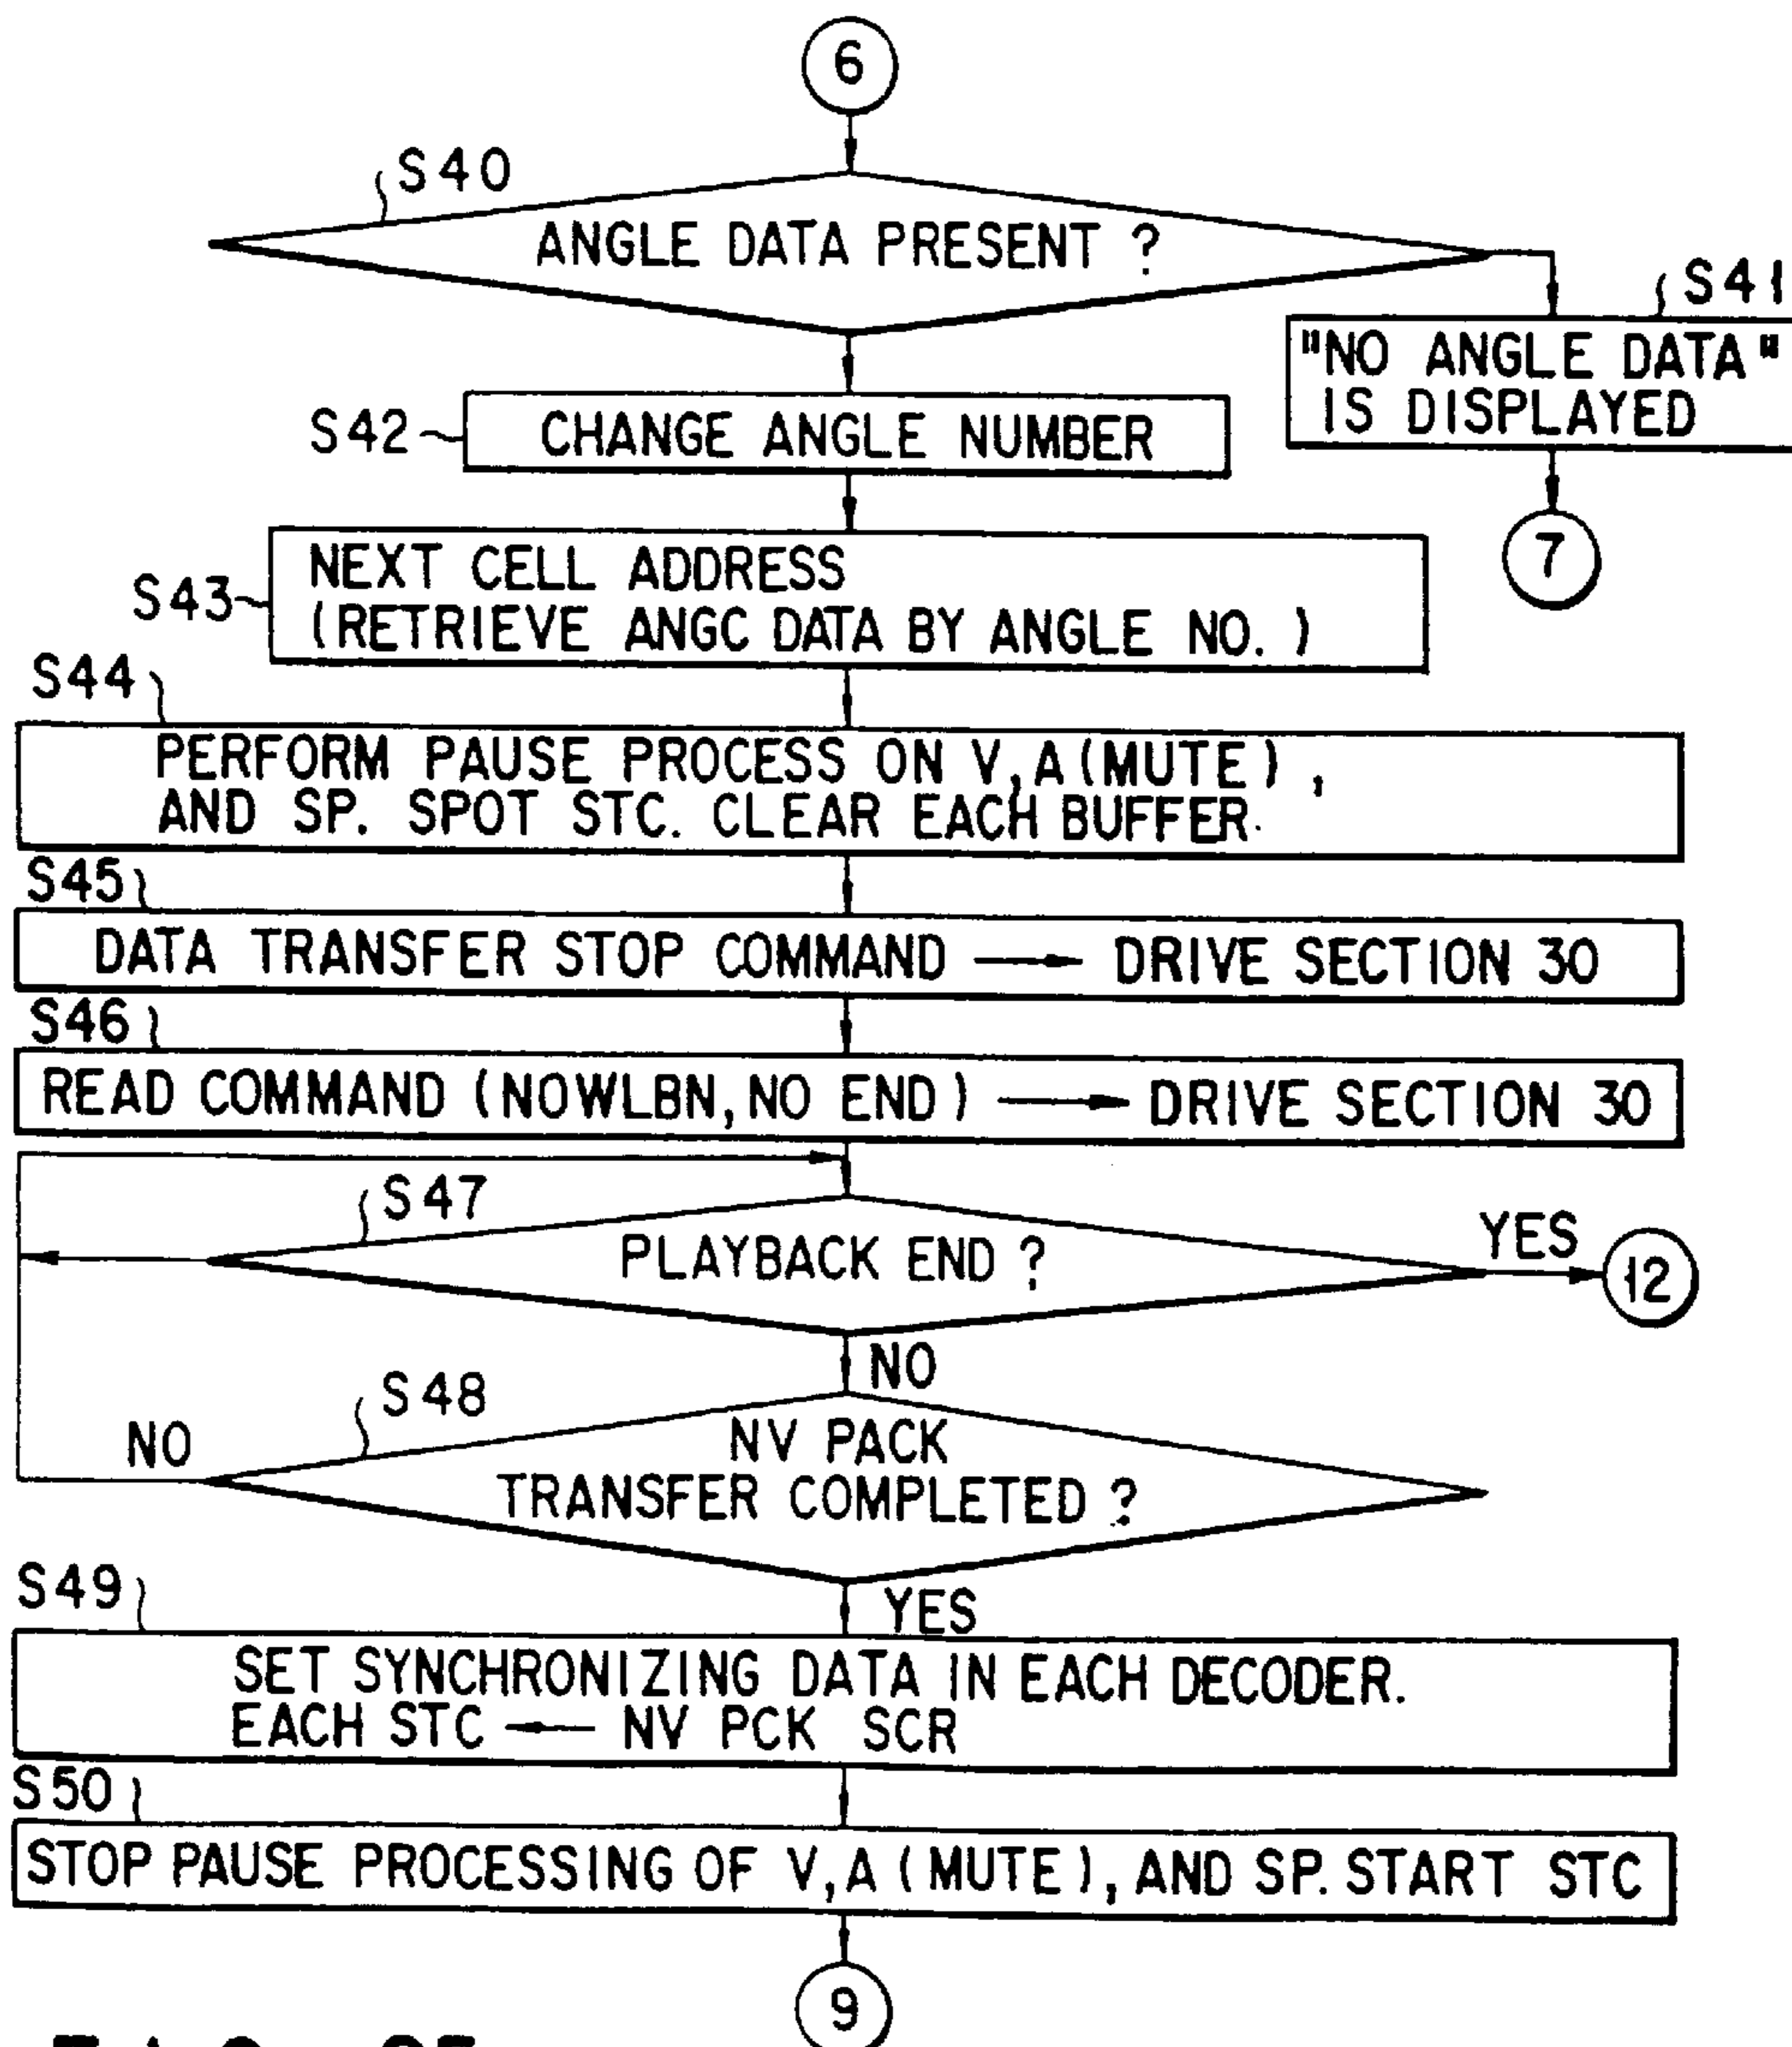 6
S40
ANGLE DATA PRESENT ?
S41
"NO ANGLE DATA"
IS DISPLAYED
7
S42
CHANGE ANGLE NUMBER
S43
NEXT CELL ADDRESS
(RETRIEVE ANGC DATA BY ANGLE NO. )
S44
PERFORM PAUSE PROCESS ON V,A(MUTE) ,
AND SP. SPOT STC. CLEAR EACH BUFFER.
S45
DATA TRANSFER STOP COMMAND → DRIVE SECTION 30
S46
READ COMMAND (NOWLBN,NO END) → DRIVE SECTION 30
S47
PLAYBACK END ?
YES
12
NO
S48
NV PACK
TRANSFER COMPLETED ?
NO
YES
S49
SET SYNCHRONIZING DATA IN EACH DECODER.
EACH STC ← NV PCK SCR
S50
STOP PAUSE PROCESSING OF V,A (MUTE), AND SP. START STC
9